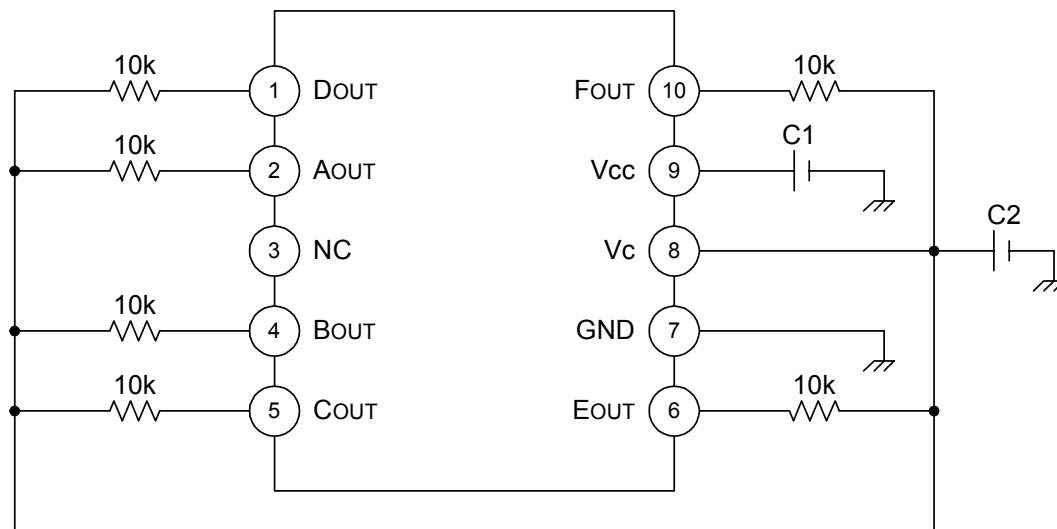 10k
1 DOUT
FOUT 10
10k
10k
2 AOUT
Vcc 9
C1
3 NC
Vc 8
C2
10k
4 BOUT
GND 7
10k
5 COUT
EOUT 6
10k